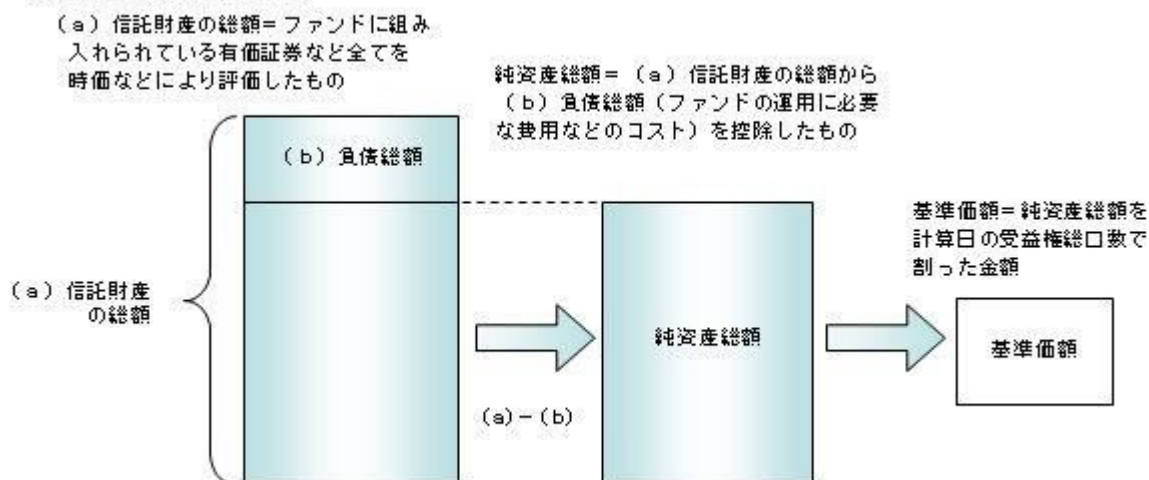 (a)信託財産の総額=ファンドに組み
入れられている有価証券など全てを
時価などにより評価したもの
純資産総額=(a)信託財産の総額から
(b)負債総額(ファンドの運用に必要
な費用などのコスト)を控除したもの
(b)負債総額
基準価額=純資産総額を
計算日の受益権総口数で
割った金額
(a)信託財産
の総額
純資産総額
基準価額
(a)-(b)